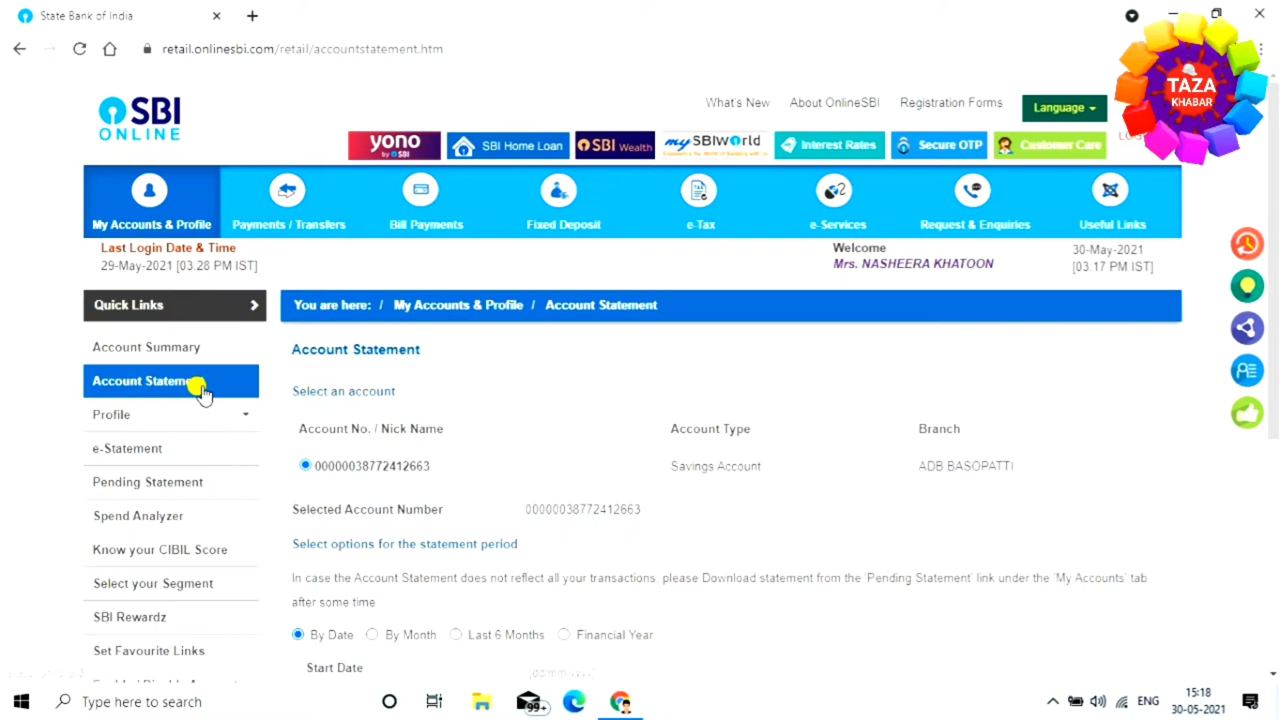 State Bank of India
retail.onlinesbi.com/retail/accountstatement.htm
TAZA
KHABAR
SBI
ONLINE
What's New
About OnlineSBI
Registration Forms
Language
yono
by SBI
SBI Home Loan
SBI Wealth
my SBIWorld
Interest Rates
Secure OTP
Customer Care
My Accounts & Profile
Payments / Transfers
Bill Payments
Fixed Deposit
e-Tax
e-Services
Request & Enquiries
Useful Links
Last Login Date & Time
29-May-2021 [03.28 PM IST]
Welcome
Mrs. NASHEERA KHATOON
30-May-2021
[03.17 PM IST]
Quick Links
You are here: / My Accounts & Profile / Account Statement
Account Summary
Account Statement
Profile
e-Statement
Pending Statement
Spend Analyzer
Know your CIBIL Score
Select your Segment
SBI Rewardz
Set Favourite Links
Account Statement
Select an account
Account No. / Nick Name
Account Type
Branch
00000038772412663
Savings Account
ADB BASOPATTI
Selected Account Number
00000038772412663
Select options for the statement period
In case the Account Statement does not reflect all your transactions, please Download statement from the 'Pending Statement' link under the 'My Accounts' tab
after some time
By Date
By Month
Last 6 Months
Financial Year
Start Date
Type here to search
99+
ENG
15:18
30-05-2021